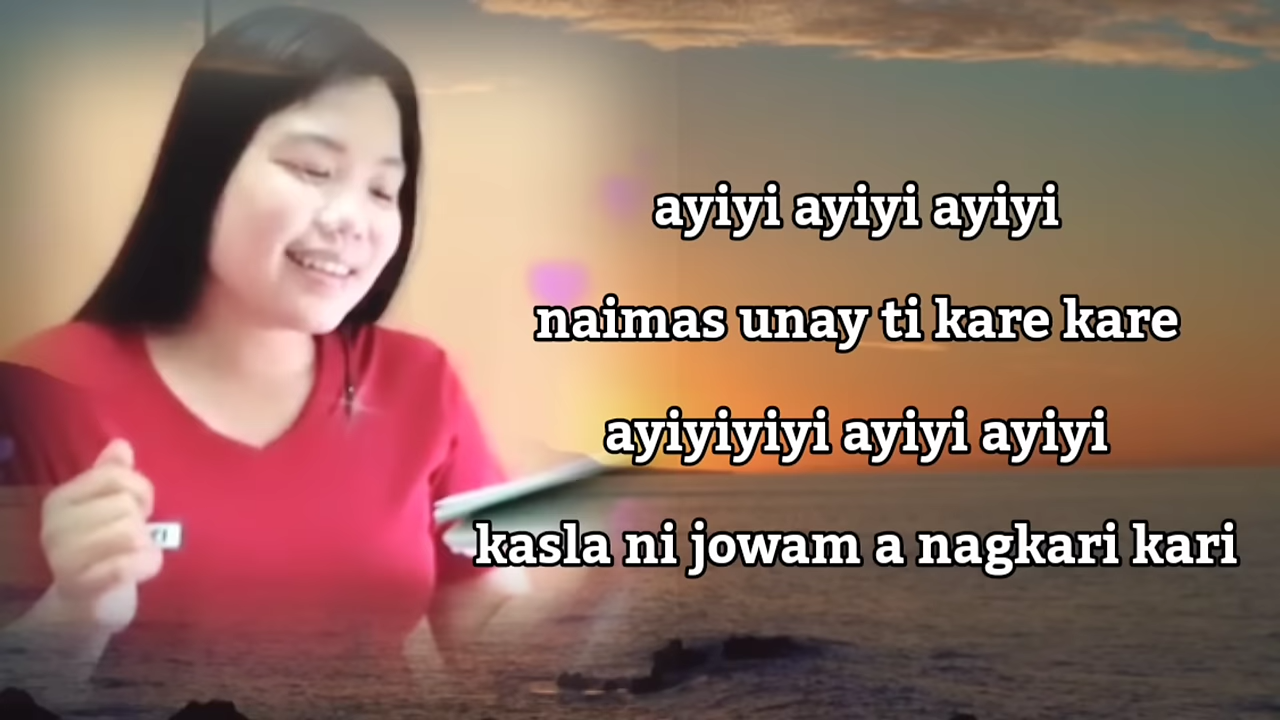 ayiyi ayiyi ayiyi
naimas unay ti kare kare
ayiyiyiyi ayiyi ayiyi
kasla ni jowam a nagkari kari